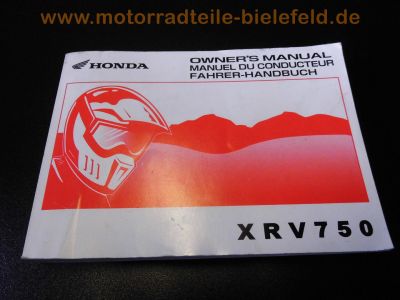 www.motorradteile-bielefeld.de
HONDA
OWNER'S MANUAL
MANUEL DU CONDUCTEUR
FAHRER-HANDBUCH
XRV750